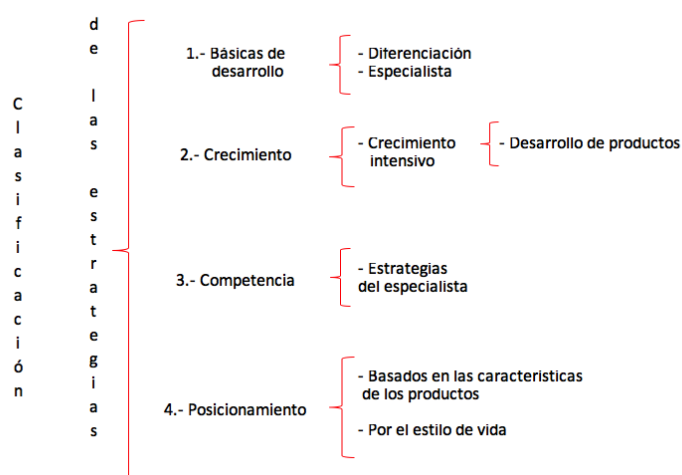 Clasificación
de las estrategias
1.- Básicas de
desarrollo
- Diferenciación
- Especialista
2.- Crecimiento
- Crecimiento
intensivo
- Desarrollo de productos
3.- Competencia
- Estrategias
del especialista
4.- Posicionamiento
- Basados en las caracteristicas
de los productos
- Por el estilo de vida